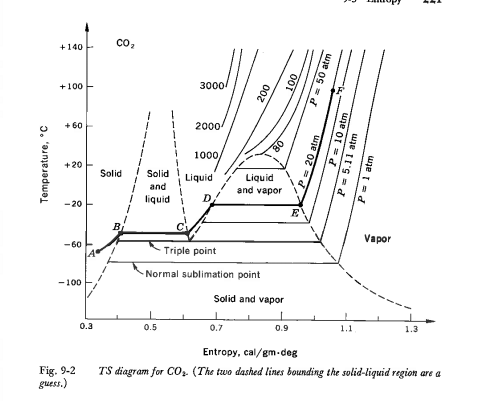 9-3 Entropy 221
+140
CO₂
+100
+60
+20
-20
-60
-100
Temperature, °C
3000
2000
1000
200
100
80
P = 50 atm
P = 20 atm
P = 10 atm
P = 5.11 atm
P = 1 atm
Solid
Solid
and
liquid
Liquid
Liquid
and vapor
Vapor
A
B
C
D
E
F
Triple point
Normal sublimation point
Solid and vapor
0.3 0.5 0.7 0.9 1.1 1.3
Entropy, cal/gm-deg
Fig. 9-2 TS diagram for CO₂. (The two dashed lines bounding the solid-liquid region are a
guess.)